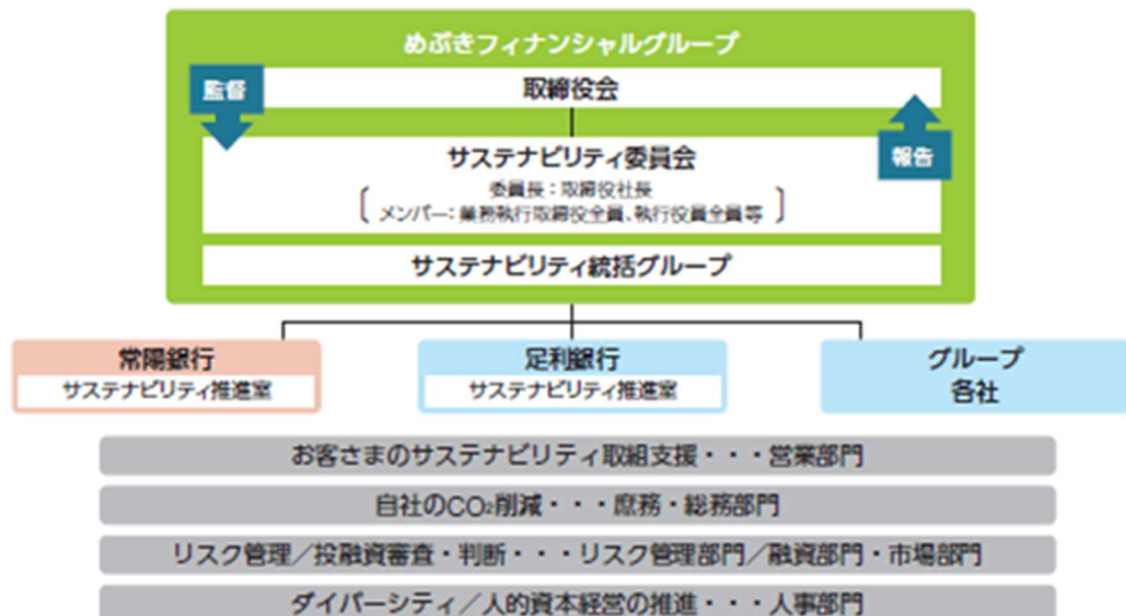 めぶきフィナンシャルグループ
監督
取締役会
サステナビリティ委員会
報告
委員長：取締役社長
メンバー：業務執行取締役全員、執行役員全員等
サステナビリティ統括グループ
常陽銀行
サステナビリティ推進室
足利銀行
サステナビリティ推進室
グループ
各社
お客さまのサステナビリティ取組支援・・・営業部門
自社のCO₂削減・・・庶務・総務部門
リスク管理／投融資審査・判断・・・リスク管理部門／融資部門・市場部門
ダイバーシティ／人的資本経営の推進・・・人事部門